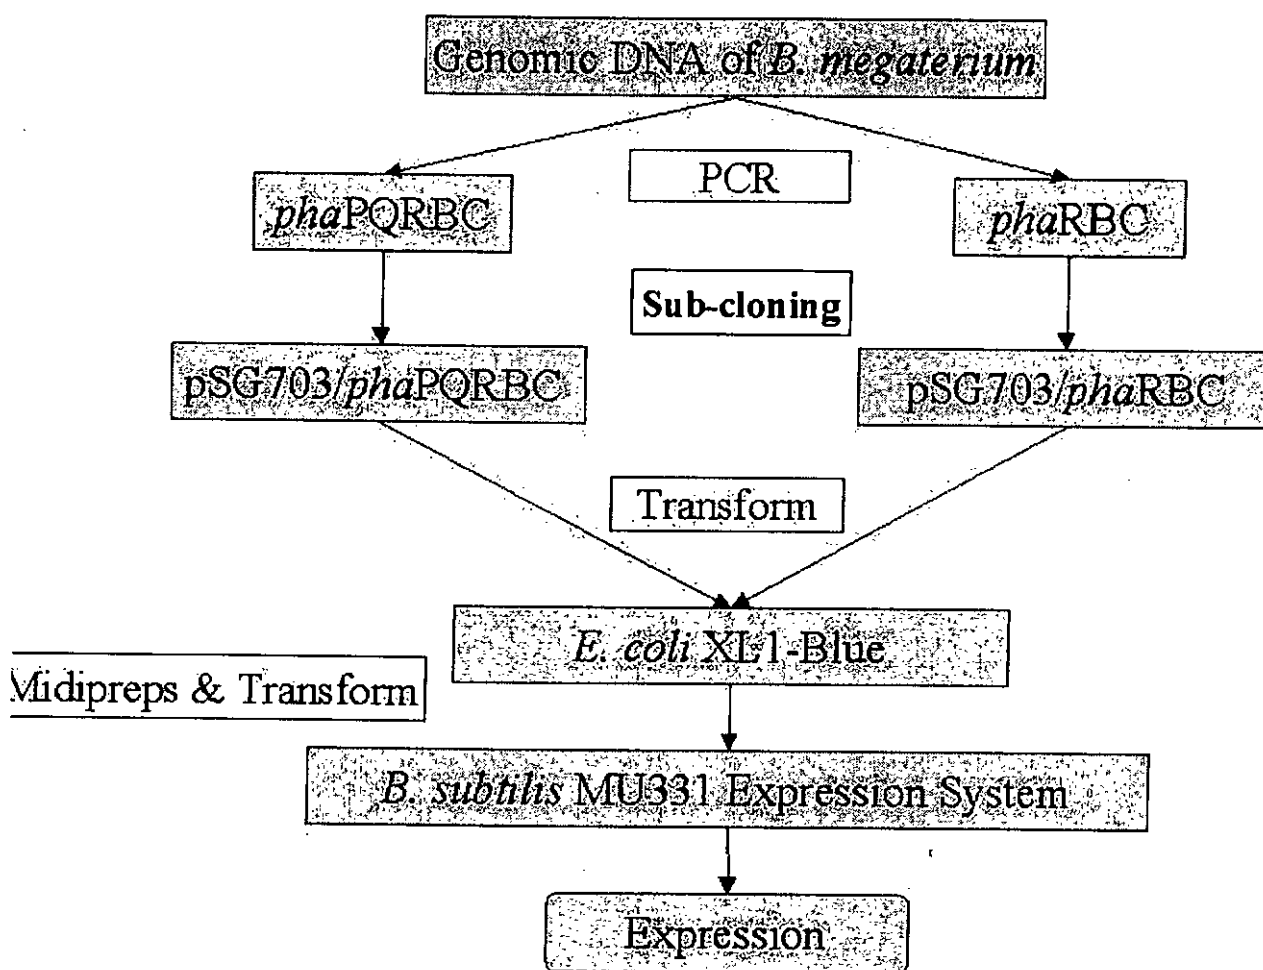 Genomic DNA of B. megaterium
PCR
phaPQRBC
phaRBC
Sub-cloning
pSG703/phaPQRBC
pSG703/phaRBC
Transform
E. coli XL1-Blue
Midipreps & Transform
B. subtilis MU331 Expression System
Expression